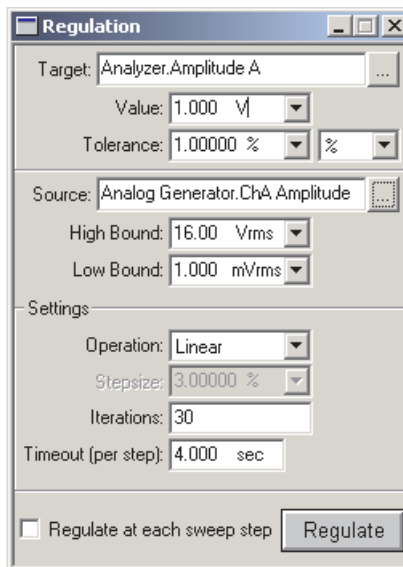 Regulation
Target: Analyzer.Amplitude A ...
Value: 1.000 V
Tolerance: 1.00000 % %
Source: Analog Generator.ChA Amplitude ...
High Bound: 16.00 Vrms
Low Bound: 1.000 mVrms
Settings
Operation: Linear
Stepsize: 3.00000 %
Iterations: 30
Timeout (per step): 4.000 sec
Regulate at each sweep step Regulate